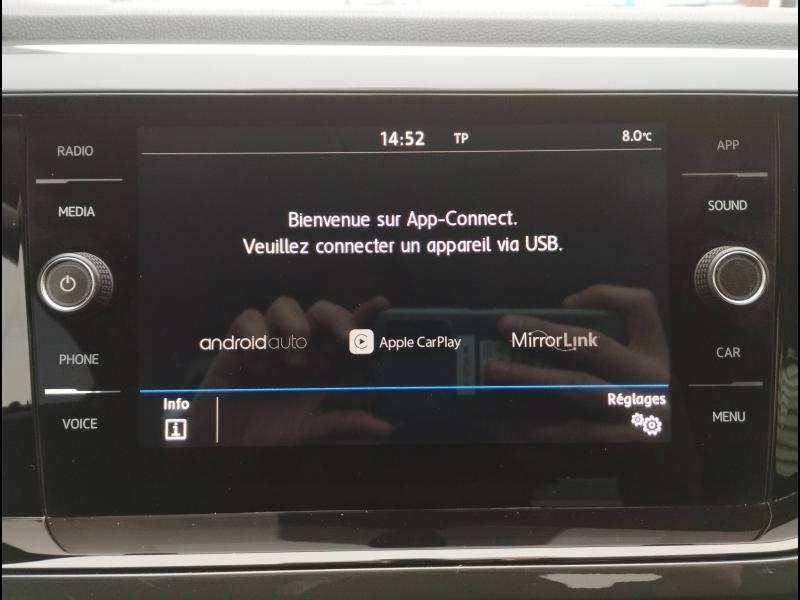 14:52 TP 8.0°C
RADIO
MEDIA
PHONE
VOICE
Bienvenue sur App-Connect.
Veuillez connecter un appareil via USB.
androidauto Apple CarPlay MirrorLink
Info Réglages
i
APP
SOUND
CAR
MENU